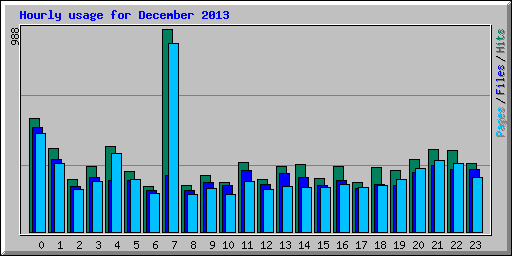 Hourly usage for December 2013
988
Pages / Files / Hits
0 1 2 3 4 5 6 7 8 9 10 11 12 13 14 15 16 17 18 19 20 21 22 23